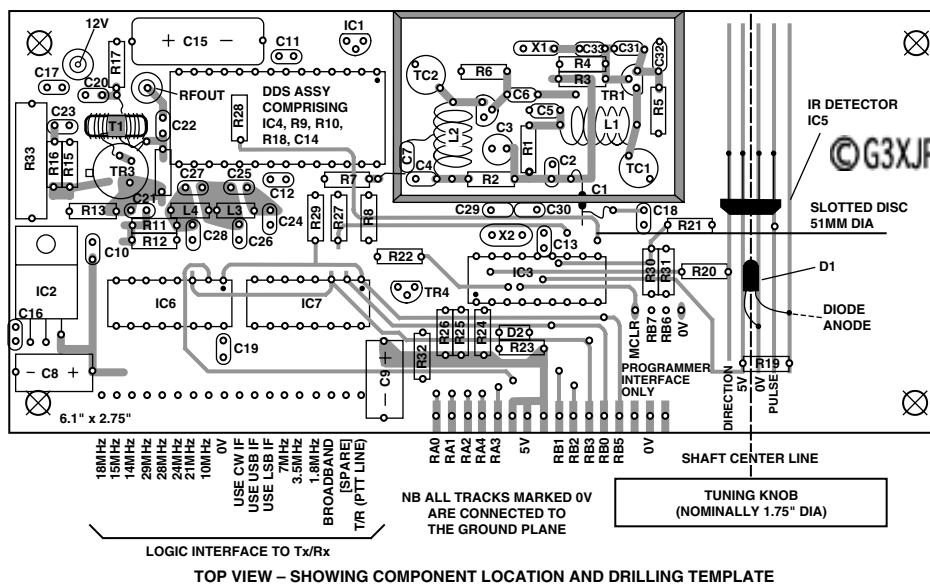 12V
C15
IC1
C11
R17
C17
C20
RFOUT
C23
T1
C22
R33
R16
R15
TR3
R28
DDS ASSY
COMPRISING
IC4, R9, R10,
R18, C14
TC2
R6
X1
C33
C31
C32
R4
R3
C6
TR1
C5
R5
L2
C3
R1
L1
C7
C4
R2
C2
TC1
C1
IR DETECTOR
IC5
©G3XJP
SLOTTED DISC
51MM DIA
C27
C25
C12
R7
R13
C21
L4
L3
C24
R11
R12
C28
C26
R29
R27
R8
C29
C30
C18
R21
X2
C13
C10
R22
IC3
R30
R31
R20
D1
IC2
IC6
IC7
TR4
DIODE
ANODE
C16
C19
R26
R25
R24
D2
R23
MCLR
RB7
RB6
0V
R32
C8
C9
PROGRAMMER
INTERFACE
ONLY
R19
DIRECTION
5V
0V
PULSE
6.1" x 2.75"
18MHz
15MHz
14MHz
29MHz
28MHz
24MHz
21MHz
10MHz
0V
USE CW IF
USE USB IF
USE LSB IF
7MHz
3.5MHz
1.8MHz
BROADBAND
[SPARE]
T/R (PTT LINE)
RA0
RA1
RA2
RA4
RA3
5V
RB1
RB2
RB3
RB0
RB5
0V
SHAFT CENTER LINE
NB ALL TRACKS MARKED 0V
ARE CONNECTED TO
THE GROUND PLANE
TUNING KNOB
(NOMINALLY 1.75" DIA)
LOGIC INTERFACE TO Tx/Rx
TOP VIEW – SHOWING COMPONENT LOCATION AND DRILLING TEMPLATE